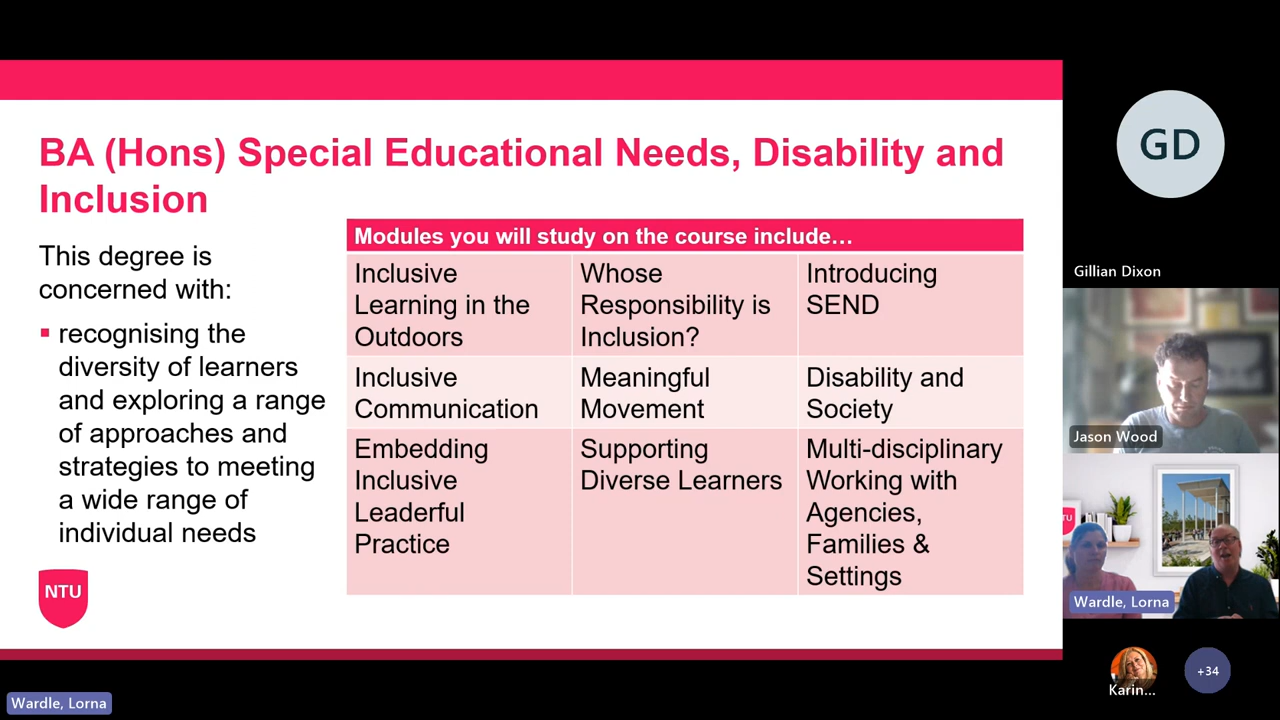 BA (Hons) Special Educational Needs, Disability and
Inclusion
This degree is
concerned with:
▪ recognising the
diversity of learners
and exploring a range
of approaches and
strategies to meeting
a wide range of
individual needs
NTU
Modules you will study on the course include…
Inclusive
Learning in the
Outdoors
Whose
Responsibility is
Inclusion?
Introducing
SEND
Inclusive
Communication
Meaningful
Movement
Disability and
Society
Embedding
Inclusive
Leaderful
Practice
Supporting
Diverse Learners
Multi-disciplinary
Working with
Agencies,
Families &
Settings
GD
Gillian Dixon
Jason Wood
TU
Wardle, Lorna
Karin...
+34
Wardle, Lorna